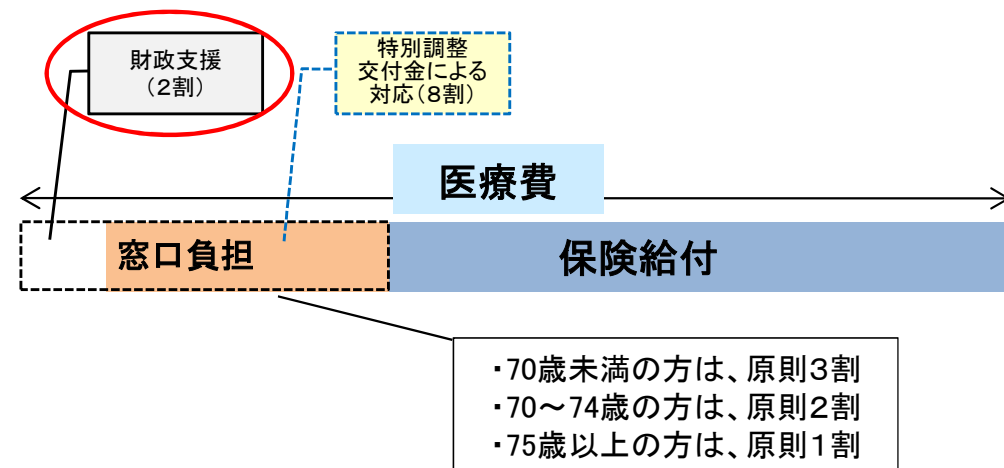 財政支援
（２割）
特別調整
交付金による
対応（８割）
医療費
窓口負担
保険給付
・70歳未満の方は、原則３割
・70～74歳の方は、原則２割
・75歳以上の方は、原則１割